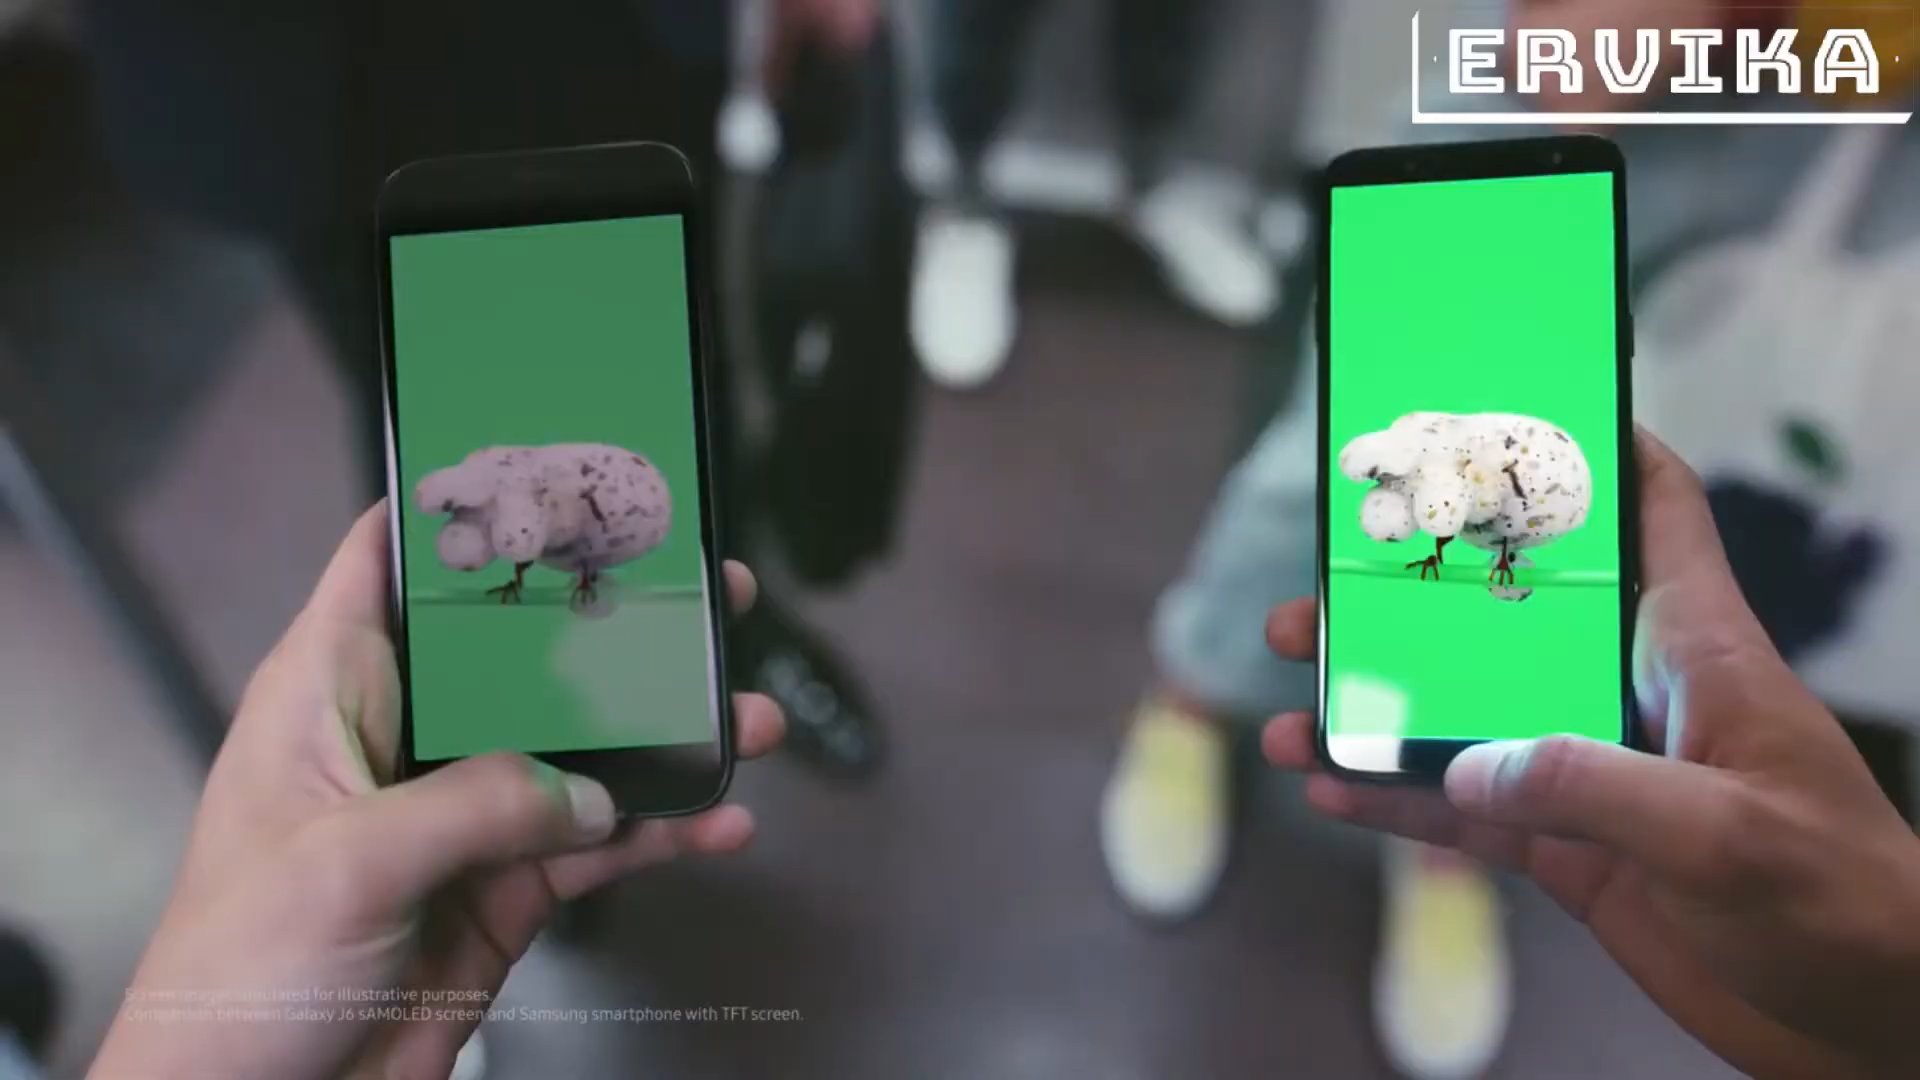 ERVIKA
Screen images simulated for illustrative purposes.
Comparison between Galaxy J6 sAMOLED screen and Samsung smartphone with TFT screen.